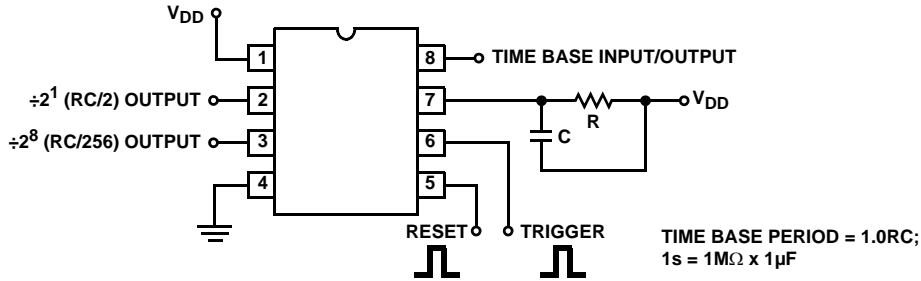 VDD
1
8
TIME BASE INPUT/OUTPUT
÷2¹ (RC/2) OUTPUT
2
7
VDD
R
C
÷2⁸ (RC/256) OUTPUT
3
6
4
5
RESET
TRIGGER
TIME BASE PERIOD = 1.0RC;
1s = 1MΩ x 1µF